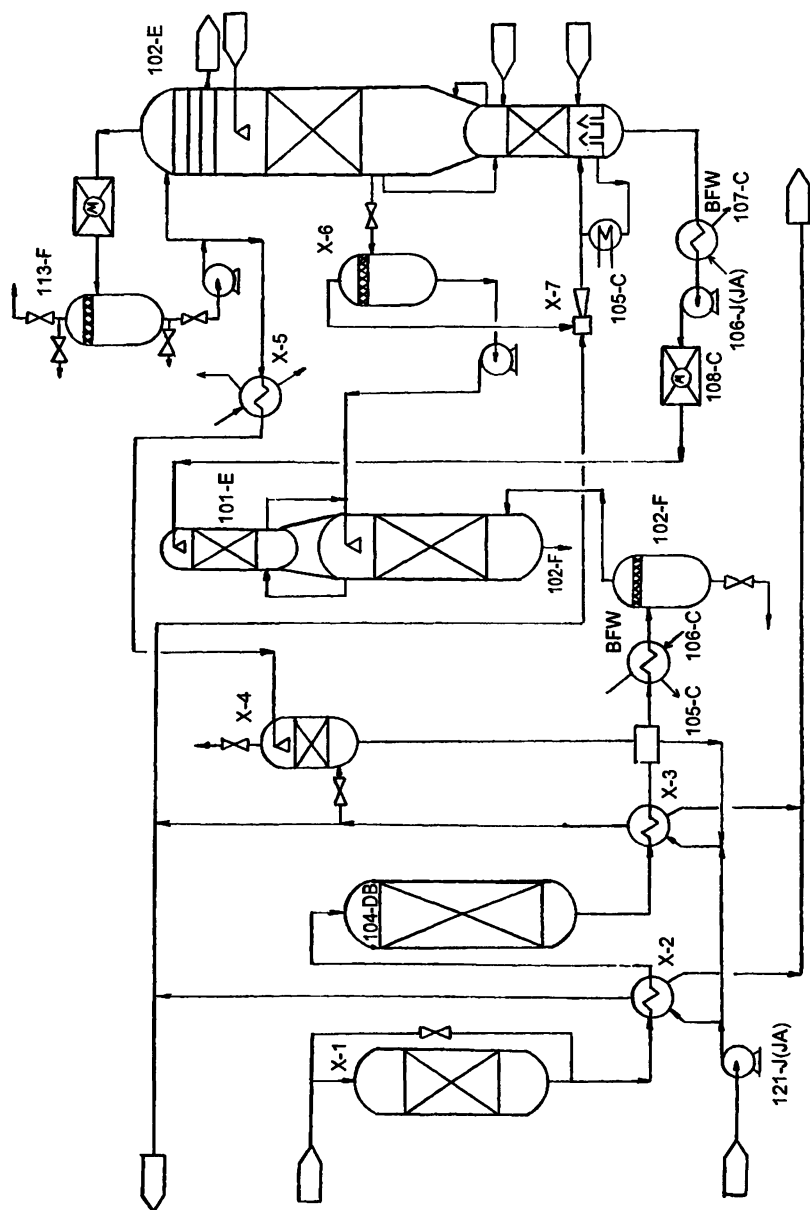 102-E
113-F
X-6
X-5
X-7
105-C
BFW
107-C
106-J(JA)
108-C
101-E
102-F
102-F
BFW
106-C
105-C
X-4
X-3
104-DB
X-2
X-1
121-J(JA)